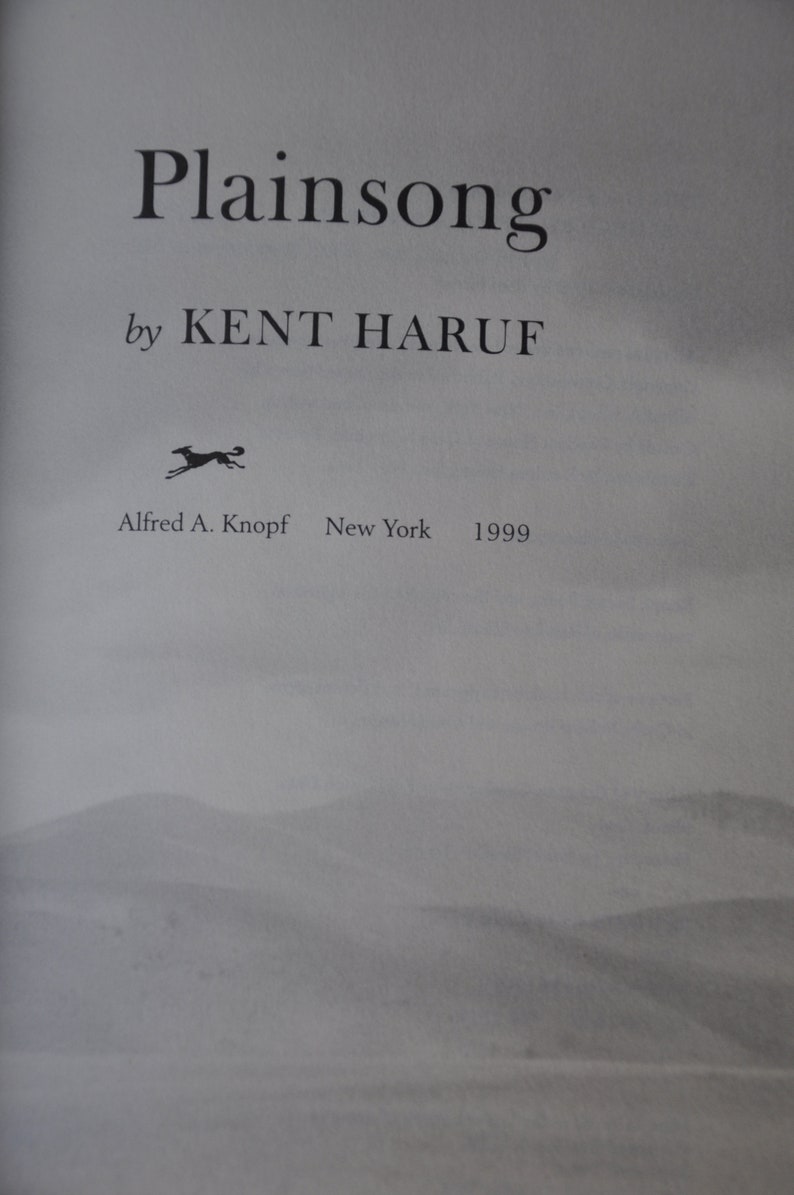 Plainsong
by KENT HARUF
Alfred A. Knopf New York 1999